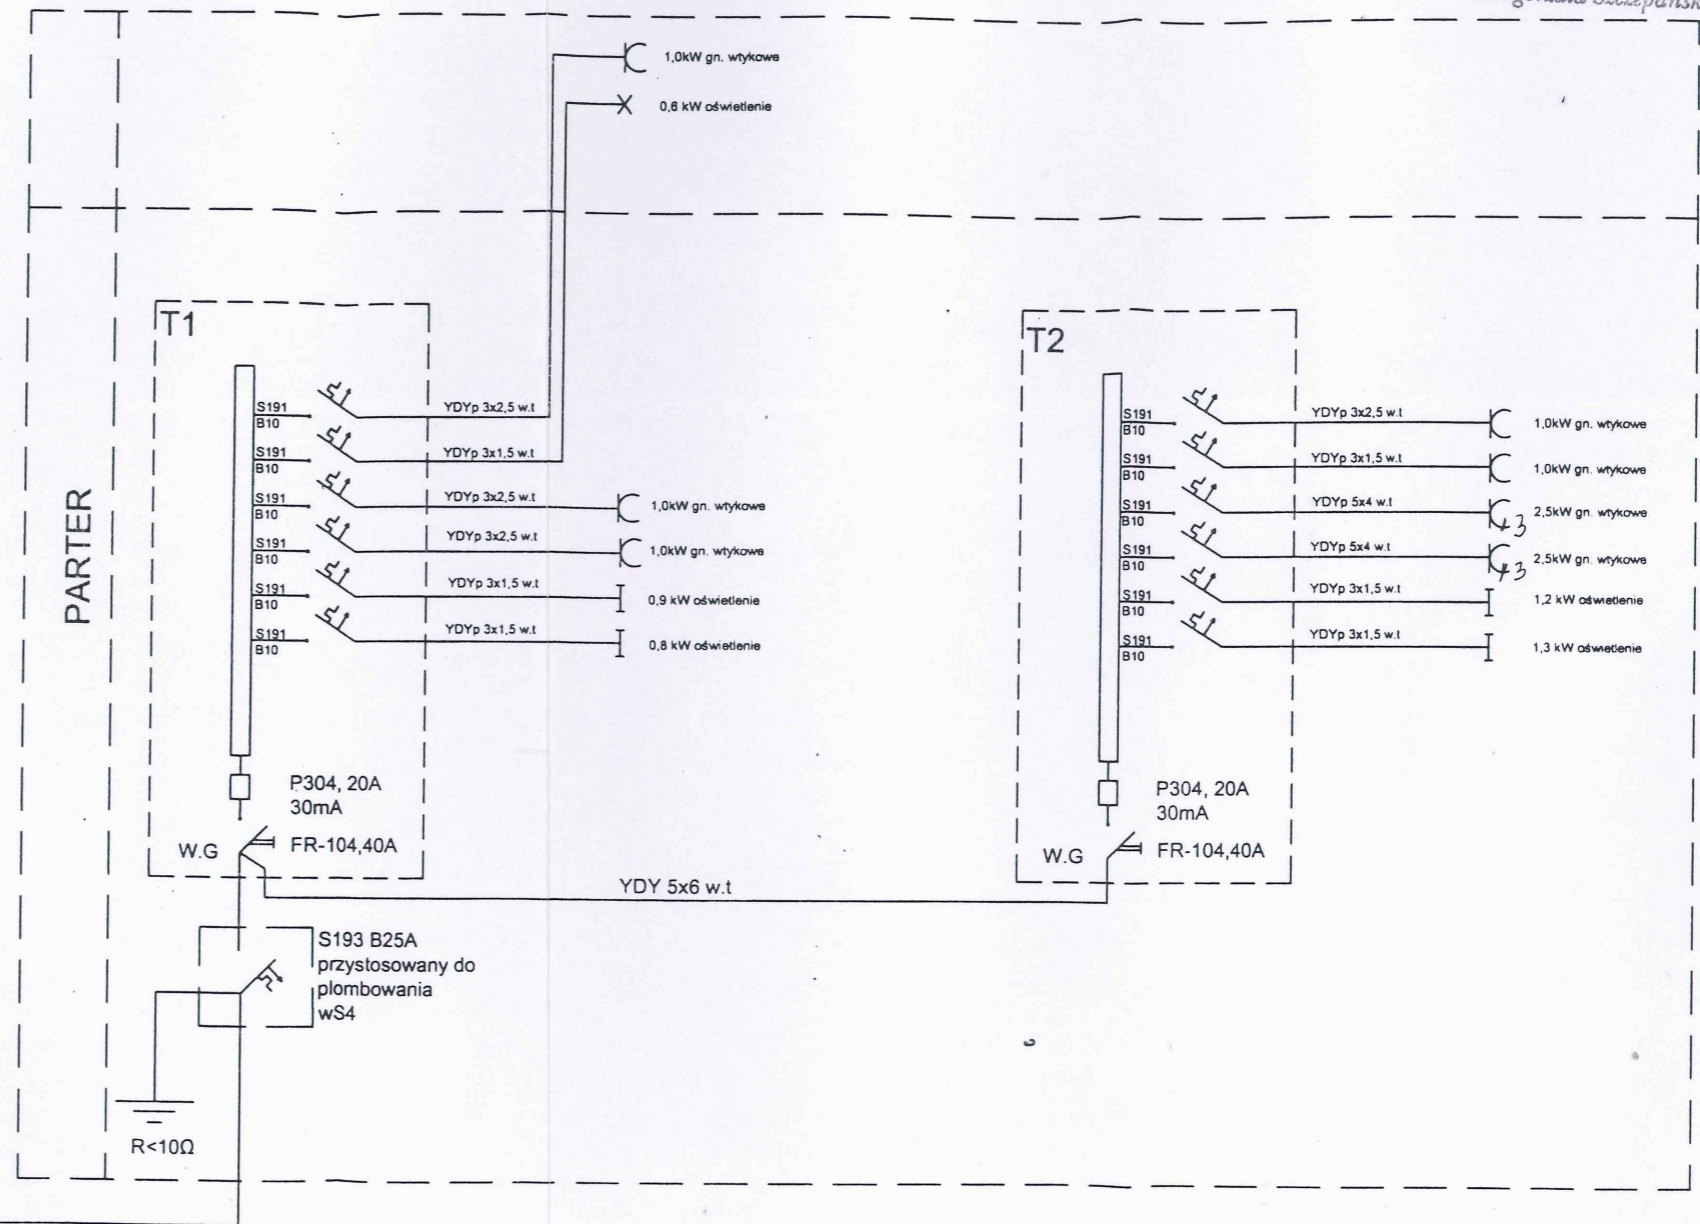 1,0kW gn. wtykowe
0,6 kW oświetlenie
PARTER
T1
S191
B10
YDYp 3x2,5 w.t
S191
B10
YDYp 3x1,5 w.t
S191
B10
YDYp 3x2,5 w.t
1,0kW gn. wtykowe
S191
B10
YDYp 3x2,5 w.t
1,0kW gn. wtykowe
S191
B10
YDYp 3x1,5 w.t
0,9 kW oświetlenie
S191
B10
YDYp 3x1,5 w.t
0,8 kW oświetlenie
P304, 20A
30mA
W.G
FR-104,40A
T2
S191
B10
YDYp 3x2,5 w.t
1,0kW gn. wtykowe
S191
B10
YDYp 3x1,5 w.t
1,0kW gn. wtykowe
S191
B10
YDYp 5x4 w.t
3
2,5kW gn. wtykowe
S191
B10
YDYp 5x4 w.t
3
2,5kW gn. wtykowe
S191
B10
YDYp 3x1,5 w.t
1,2 kW oświetlenie
S191
B10
YDYp 3x1,5 w.t
1,3 kW oświetlenie
P304, 20A
30mA
W.G
FR-104,40A
YDY 5x6 w.t
S193 B25A
przystosowany do
plombowania
wS4
R<10Ω